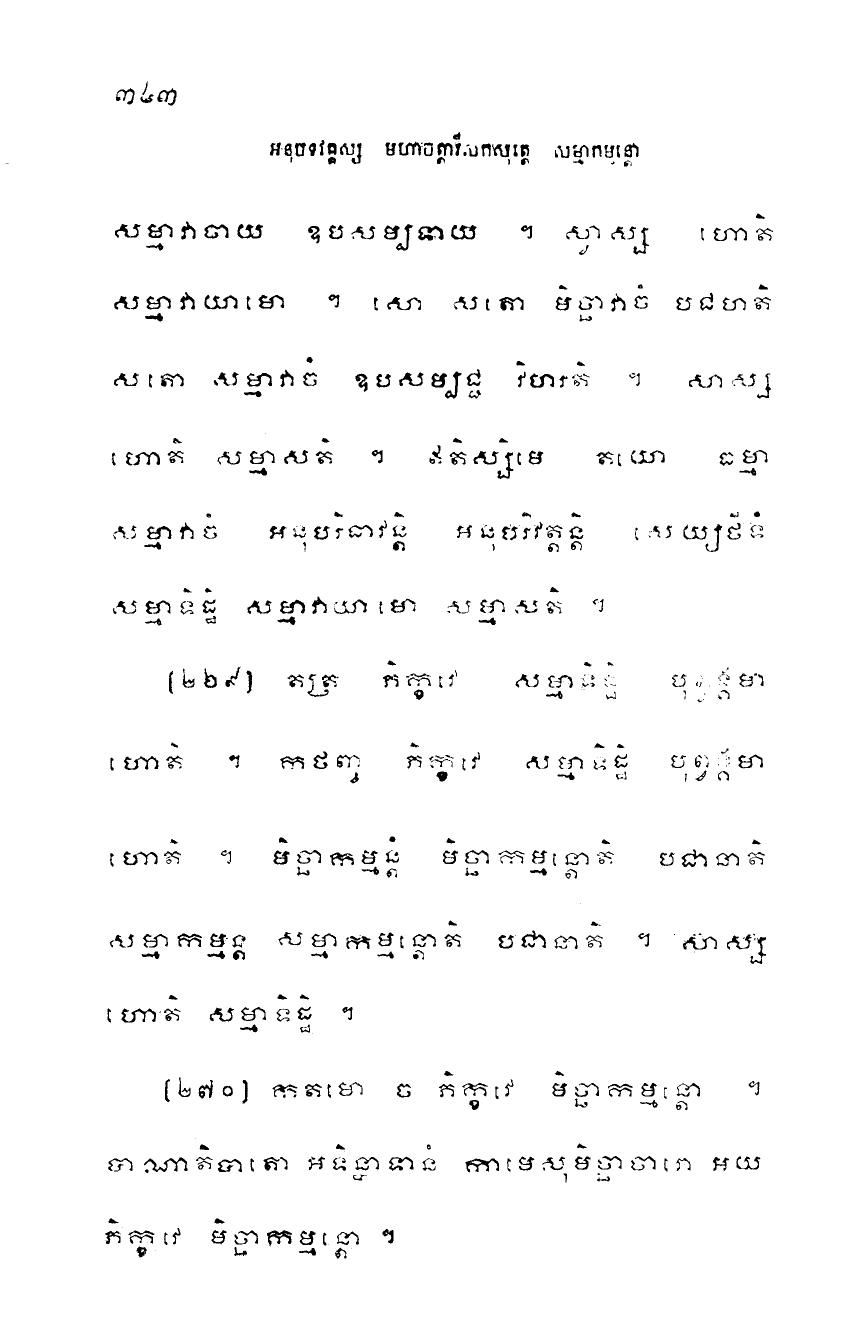 ៣៤៣
អនុបទវគ្គស្ស មហាចត្តារីសកសុត្តេ សម្មាកម្មន្តោ
សម្មាវាចាយ ឧបសម្បទាយ ។ ស្វាស្ស ហោតិ
សម្មាវាយាមោ ។ សោ សតោ មិច្ឆាវាចំ បជហតិ
សតោ សម្មាវាចំ ឧបសម្បជ្ជ វិហរតិ ។ សាស្ស
ហោតិ សម្មាសតិ ។ ឥតិស្សិមេ តយោ ធម្មា
សម្មាវាចំ អនុបរិធាវន្តិ អនុបរិវត្តន្តិ សេយ្យថីទំ
សម្មាទិដ្ឋិ សម្មាវាយាមោ សម្មាសតិ ។
[២៦៩] តត្រ ភិក្ខវេ សម្មាទិដ្ឋិ បុព្វង្គមា
ហោតិ ។ កថញ្ច ភិក្ខវេ សម្មាទិដ្ឋិ បុព្វង្គមា
ហោតិ ។ មិច្ឆាកម្មន្តំ មិច្ឆាកម្មន្តោតិ បជានាតិ
សម្មាកម្មន្ត សម្មាកម្មន្តោតិ បជានាតិ ។ សាស្ស
ហោតិ សម្មាទិដ្ឋិ ។
[២៧០] កតមោ ច ភិក្ខវេ មិច្ឆាកម្មន្តោ ។
បាណាតិបាតោ អទិន្នាទានំ កាមេសុមិច្ឆាចារោ អយ
ភិក្ខវេ មិច្ឆាកម្មន្តោ ។